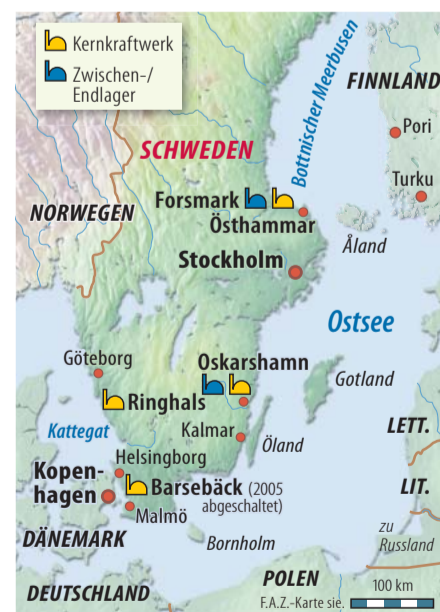 Kernkraftwerk
Zwischen-/
Endlager
Bottnischer Meerbusen
FINNLAND
Pori
SCHWEDEN
Turku
Forsmark
NORWEGEN
Östhammar
Åland
Stockholm
Ostsee
Göteborg
Oskarshamn
Gotland
Ringhals
Kattegat
Kalmar
Öland
LETT.
Helsingborg
Kopen-
hagen
Barsebäck (2005
abgeschaltet)
LIT.
Malmö
DÄNEMARK
Bornholm
zu
Russland
DEUTSCHLAND
POLEN
100 km
F.A.Z.-Karte sie.